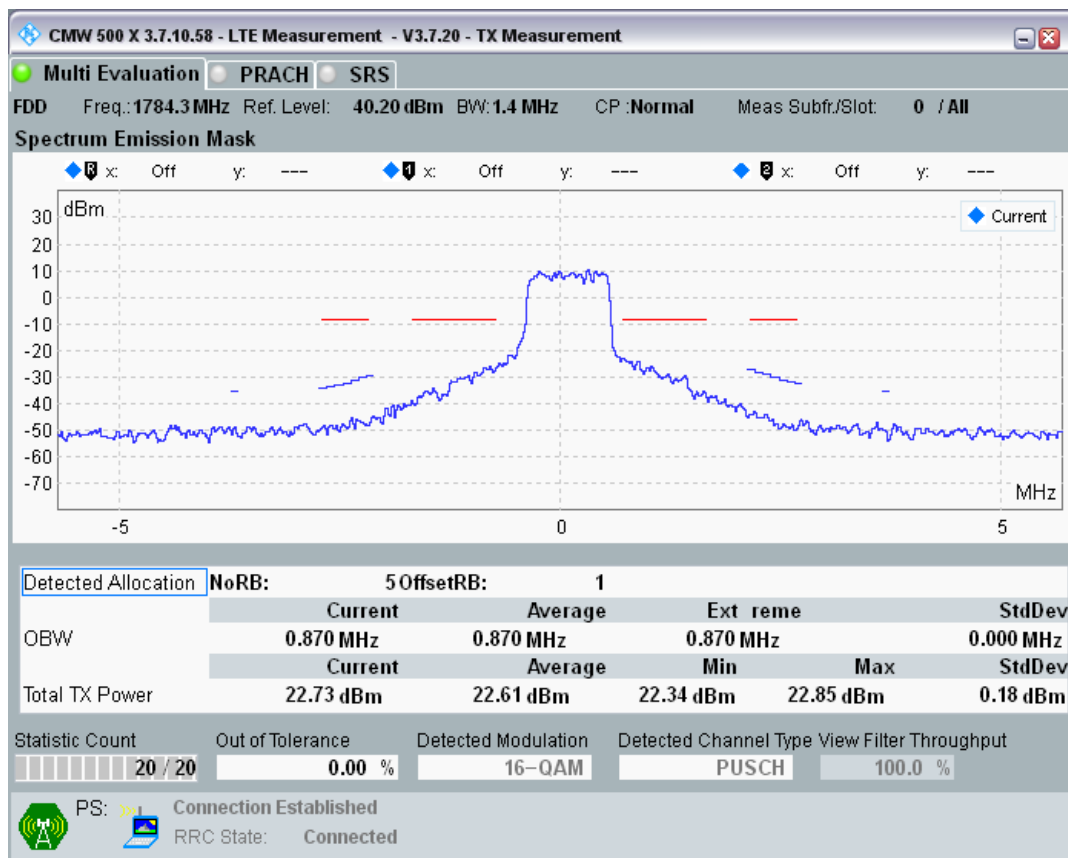 CMW 500 X 3.7.10.58 - LTE Measurement - V3.7.20 - TX Measurement
Multi Evaluation PRACH SRS
FDD Freg.:1784.3 MHz Ref. Level: 40.20 dBm BW:1.4 MHz CP :Normal Meas Subfr./Slot: 0 / All
Spectrum Emission Mask
R x: Off y: --- 1 x: Off y: --- 2 x: Off y: ---
dBm
Current
30
20
10
0
-10
-20
-30
-40
-50
-60
-70
MHz
-5 0 5
Detected Allocation NoRB: 5 OffsetRB: 1
Current Average Ext reme StdDev
OBW 0.870 MHz 0.870 MHz 0.870 MHz 0.000 MHz
Current Average Min Max StdDev
Total TX Power 22.73 dBm 22.61 dBm 22.34 dBm 22.85 dBm 0.18 dBm
Statistic Count Out of Tolerance Detected Modulation Detected Channel Type View Filter Throughput
20 / 20 0.00 % 16-QAM PUSCH 100.0 %
PS: Connection Established
RRC State: Connected